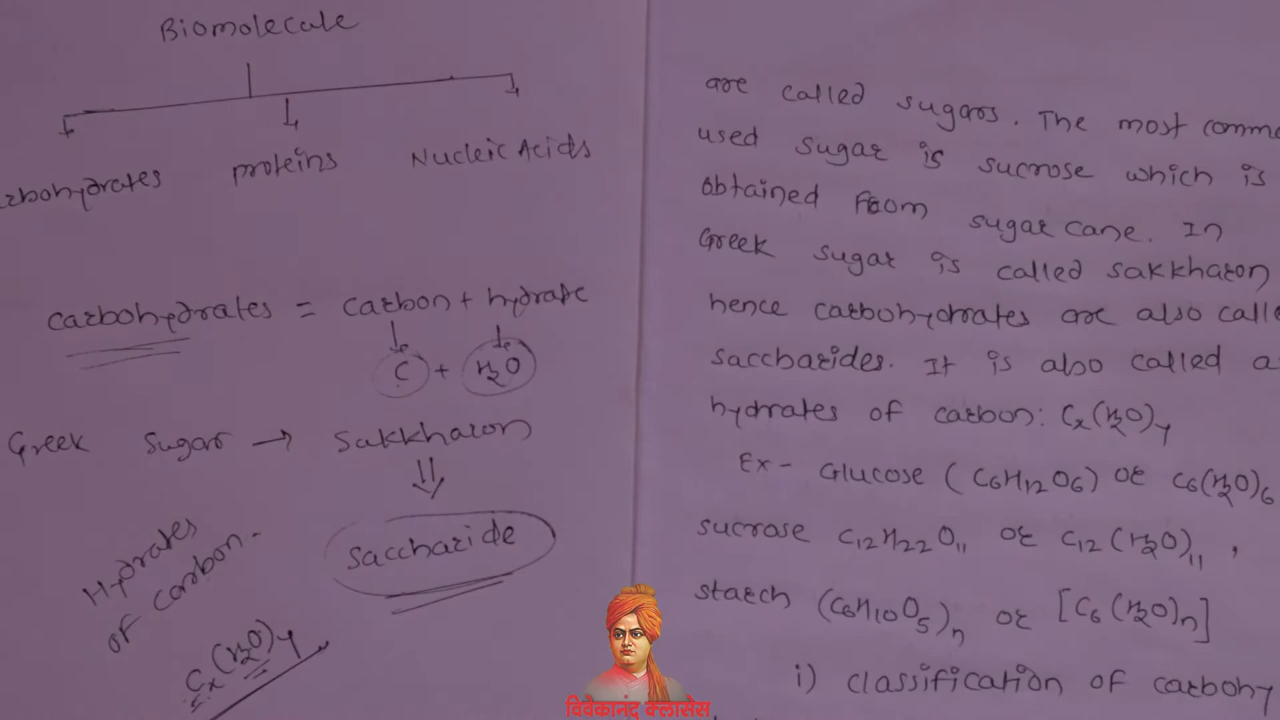 Biomolecule
carbohydrates proteins Nucleic Acids
carbohydrates = carbon + hydrate
C + H2O
Greek Sugar → Sakkharon
Saccharide
Hydrates
of carbon.
Cx(H2O)y
are called sugars. The most comm
used sugar is sucrose which is
obtained From sugar cane. In
Greek sugar is called sakkharon
hence carbohydrates are also calle
saccharides. It is also called a
hydrates of carbon: Cx(H2O)y
Ex - Glucose (C6H12O6) or C6(H2O)6
sucrose C12H22O11 or C12(H2O)11,
starch (C6H10O5)n or [C6(H2O)n]
i) classification of carbohy
विवेकानंद क्लासेस